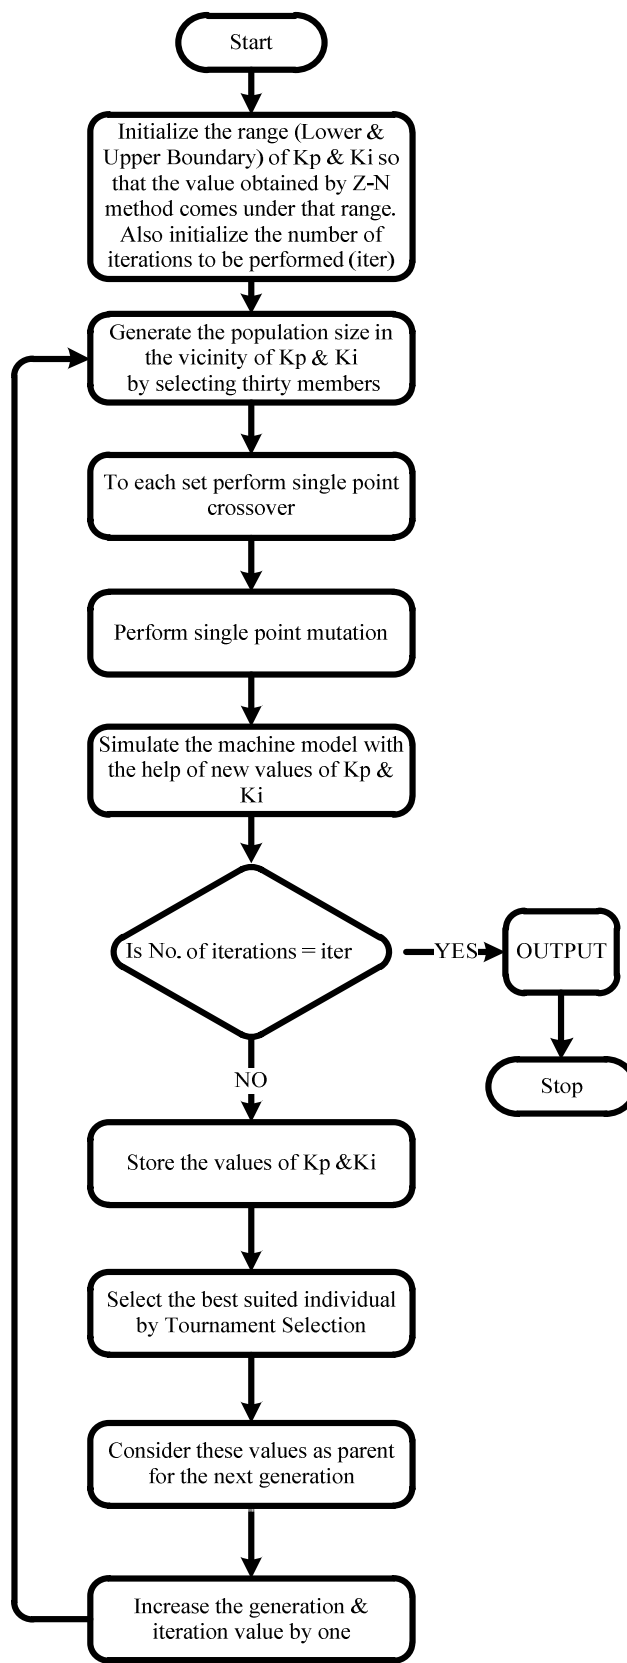 Start
Initialize the range (Lower &
Upper Boundary) of Kp & Ki so
that the value obtained by Z-N
method comes under that range.
Also initialize the number of
iterations to be performed (iter)
Generate the population size in
the vicinity of Kp & Ki
by selecting thirty members
To each set perform single point
crossover
Perform single point mutation
Simulate the machine model with
the help of new values of Kp &
Ki
Is No. of iterations = iter
YES
OUTPUT
Stop
NO
Store the values of Kp &Ki
Select the best suited individual
by Tournament Selection
Consider these values as parent
for the next generation
Increase the generation &
iteration value by one